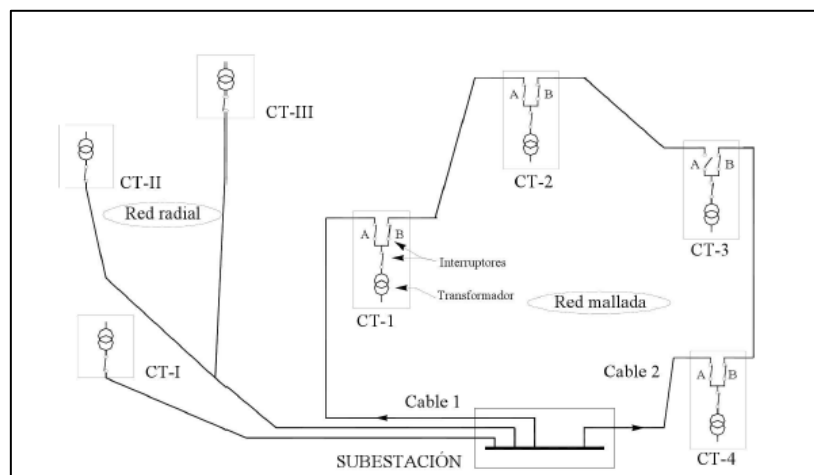 CT-III
A B
CT-2
CT-II
Red radial
A B
CT-3
A B
Interruptores
Transformador
CT-1
Red mallada
CT-I
Cable 1
Cable 2
A B
CT-4
SUBESTACIÓN